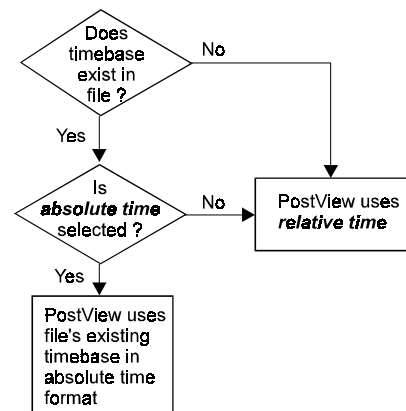 Does
timebase
exist in
file ?
No
Yes
Is
absolute time
selected ?
No
PostView uses
relative time
Yes
PostView uses
file's existing
timebase in
absolute time
format